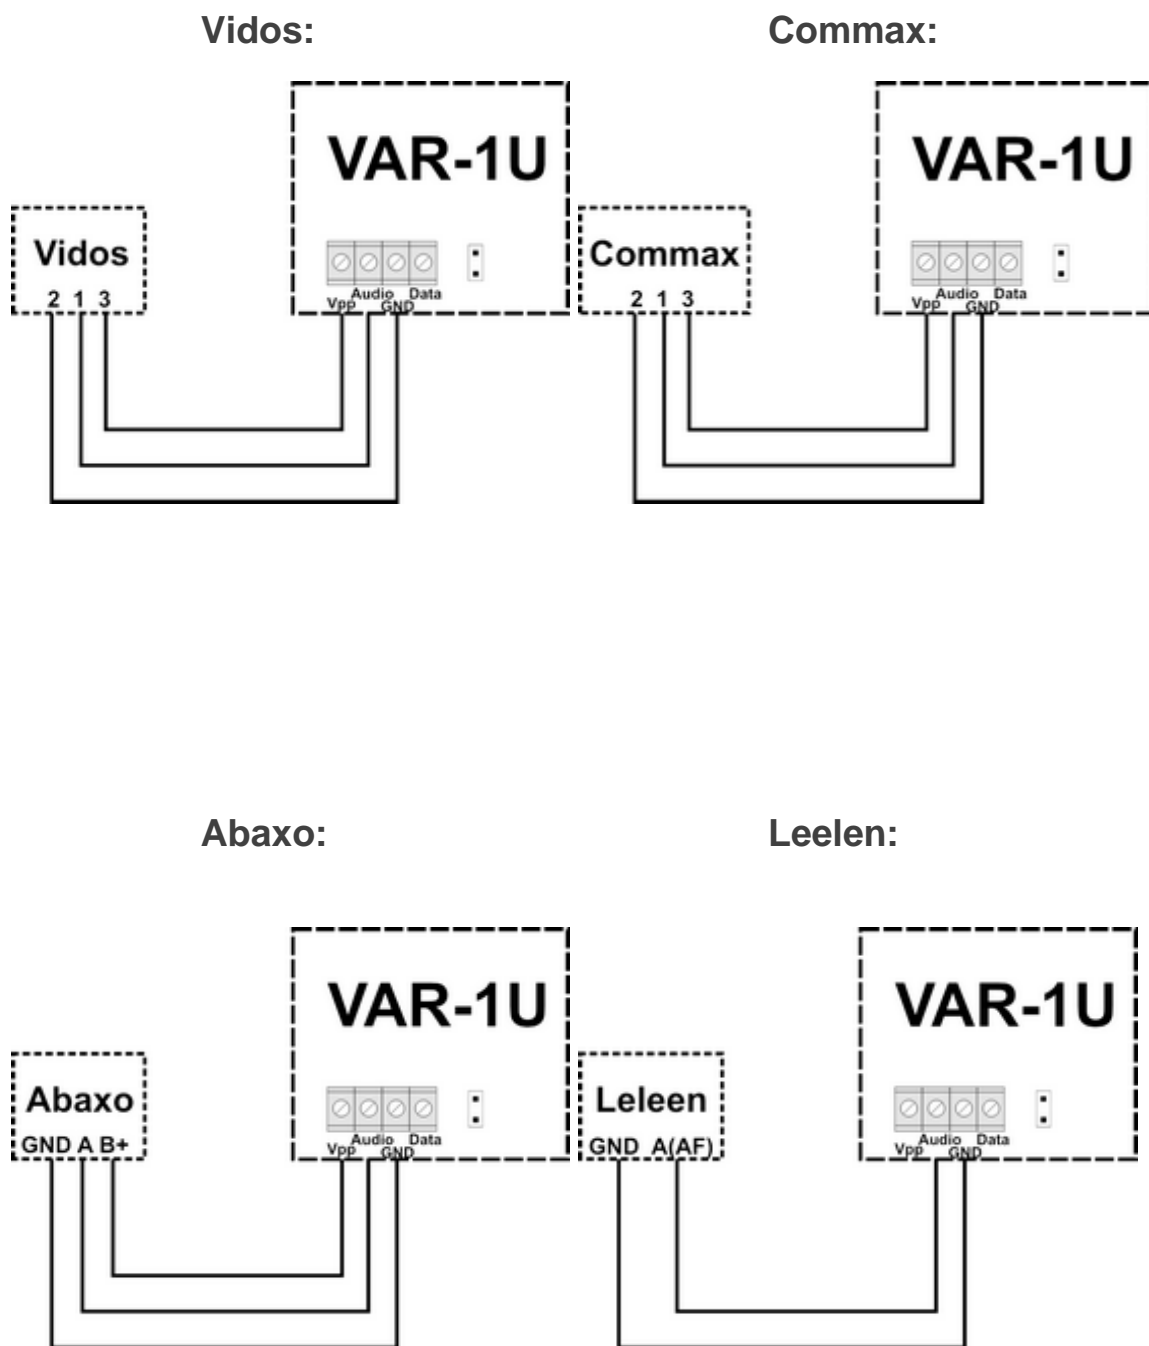 Vidos:
Commax:
VAR-1U
VAR-1U
Vidos
2 1 3
Vpp Audio GND Data
Commax
2 1 3
Vpp Audio GND Data
Abaxo:
Leelen:
VAR-1U
VAR-1U
Abaxo
GND A B+
Vpp Audio GND Data
Leleen
GND A(AF)
Vpp Audio GND Data